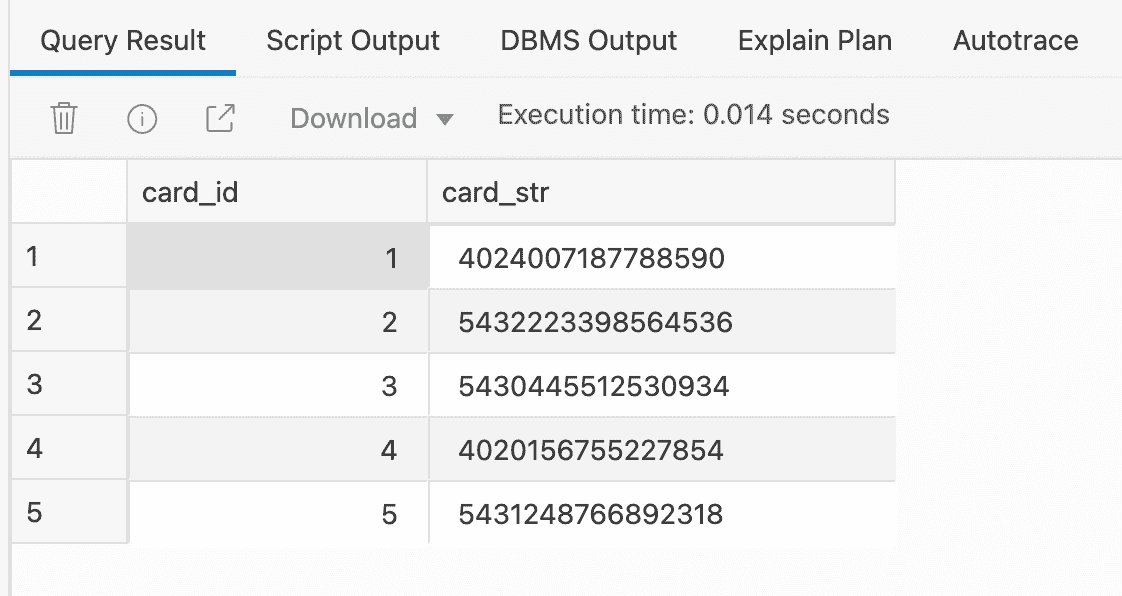 Query Result Script Output DBMS Output Explain Plan Autotrace
Download Execution time: 0.014 seconds
card_id card_str
1 1 4024007187788590
2 2 5432223398564536
3 3 5430445512530934
4 4 4020156755227854
5 5 5431248766892318